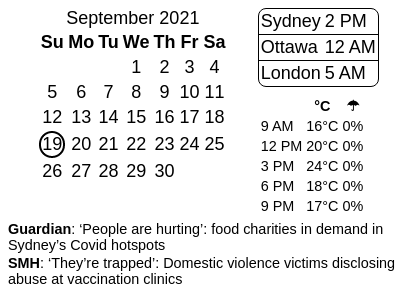 September 2021
Su Mo Tu We Th Fr Sa
1 2 3 4
5 6 7 8 9 10 11
12 13 14 15 16 17 18
19 20 21 22 23 24 25
26 27 28 29 30
Sydney 2 PM
Ottawa 12 AM
London 5 AM
°C ☂
9 AM 16°C 0%
12 PM 20°C 0%
3 PM 24°C 0%
6 PM 18°C 0%
9 PM 17°C 0%
Guardian: ‘People are hurting’: food charities in demand in
Sydney’s Covid hotspots
SMH: ‘They’re trapped’: Domestic violence victims disclosing
abuse at vaccination clinics